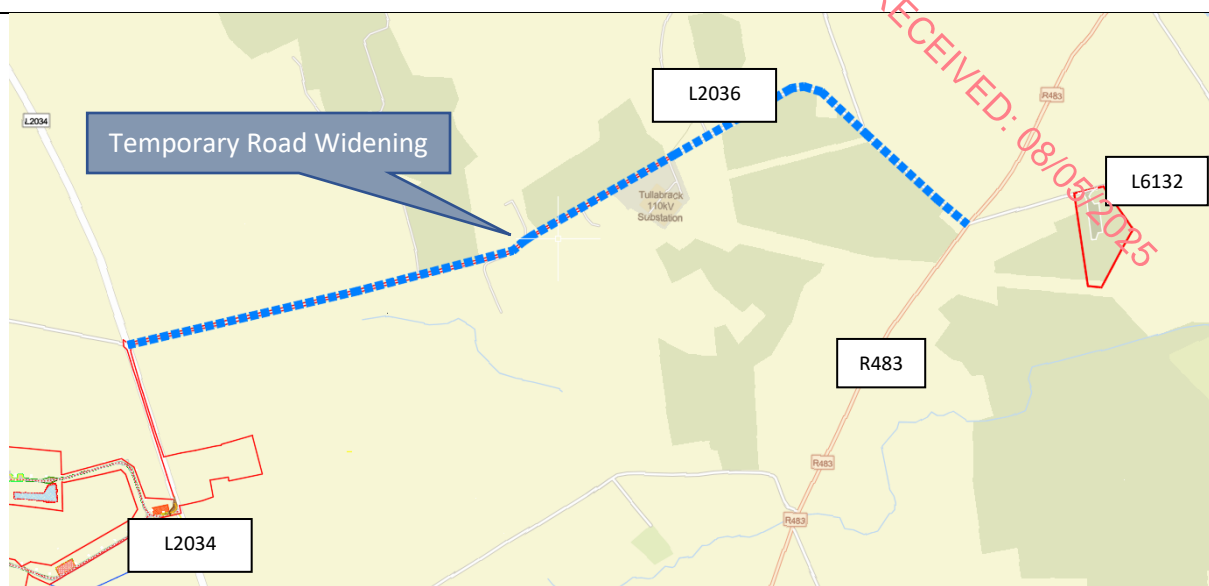 RECEIVED: 08/05/2025
L2036
R483
L2034
Temporary Road Widening
L6132
Tullabrack
110kV
Substation
R483
R483
R483
L2034